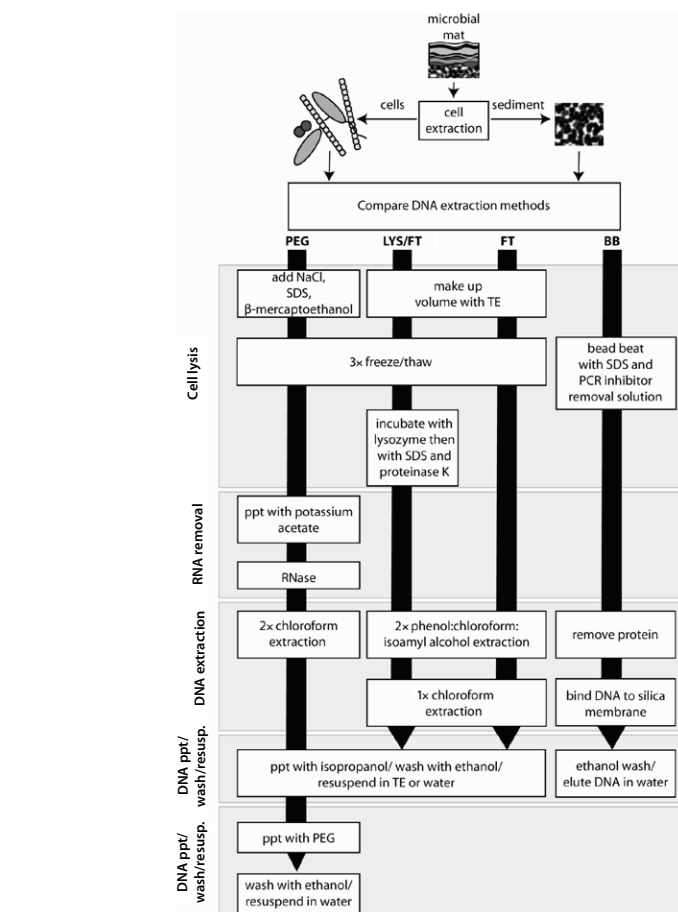 microbial
mat
cells
cell
extraction
sediment
Compare DNA extraction methods
PEG
LYS/FT
FT
BB
Cell lysis
add NaCl,
SDS,
β-mercaptoethanol
make up
volume with TE
3× freeze/thaw
bead beat
with SDS and
PCR inhibitor
removal solution
incubate with
lysozyme then
with SDS and
proteinase K
RNA removal
ppt with potassium
acetate
RNase
DNA extraction
2× chloroform
extraction
2× phenol:chloroform:
isoamyl alcohol extraction
remove protein
1× chloroform
extraction
bind DNA to silica
membrane
DNA ppt/
wash/resusp.
ppt with isopropanol/ wash with ethanol/
resuspend in TE or water
ethanol wash/
elute DNA in water
DNA ppt/
wash/resusp.
ppt with PEG
wash with ethanol/
resuspend in water